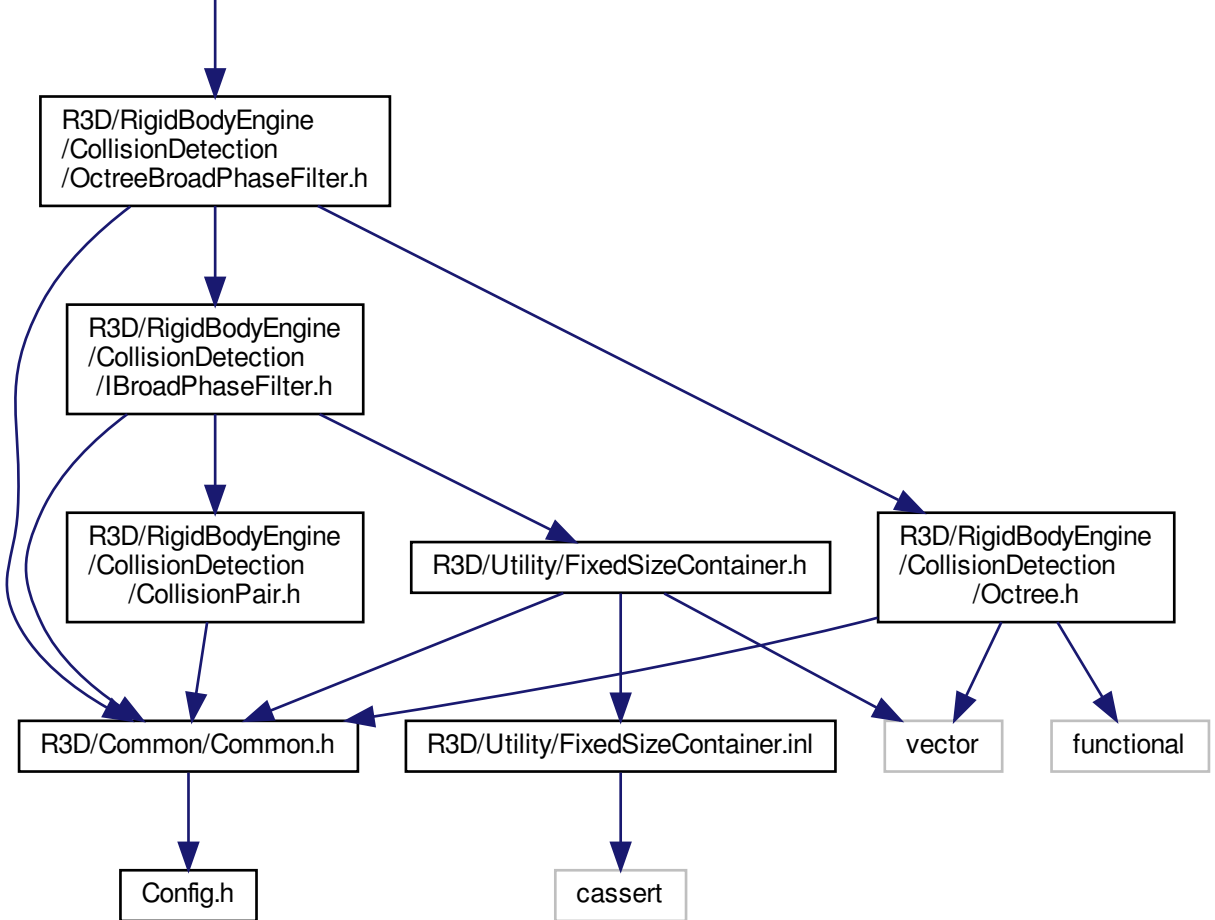 R3D/RigidBodyEngine
/CollisionDetection
/OctreeBroadPhaseFilter.h
R3D/RigidBodyEngine
/CollisionDetection
/IBroadPhaseFilter.h
R3D/RigidBodyEngine
/CollisionDetection
/CollisionPair.h
R3D/Utility/FixedSizeContainer.h
R3D/RigidBodyEngine
/CollisionDetection
/Octree.h
R3D/Common/Common.h
R3D/Utility/FixedSizeContainer.inl
vector
functional
Config.h
cassert